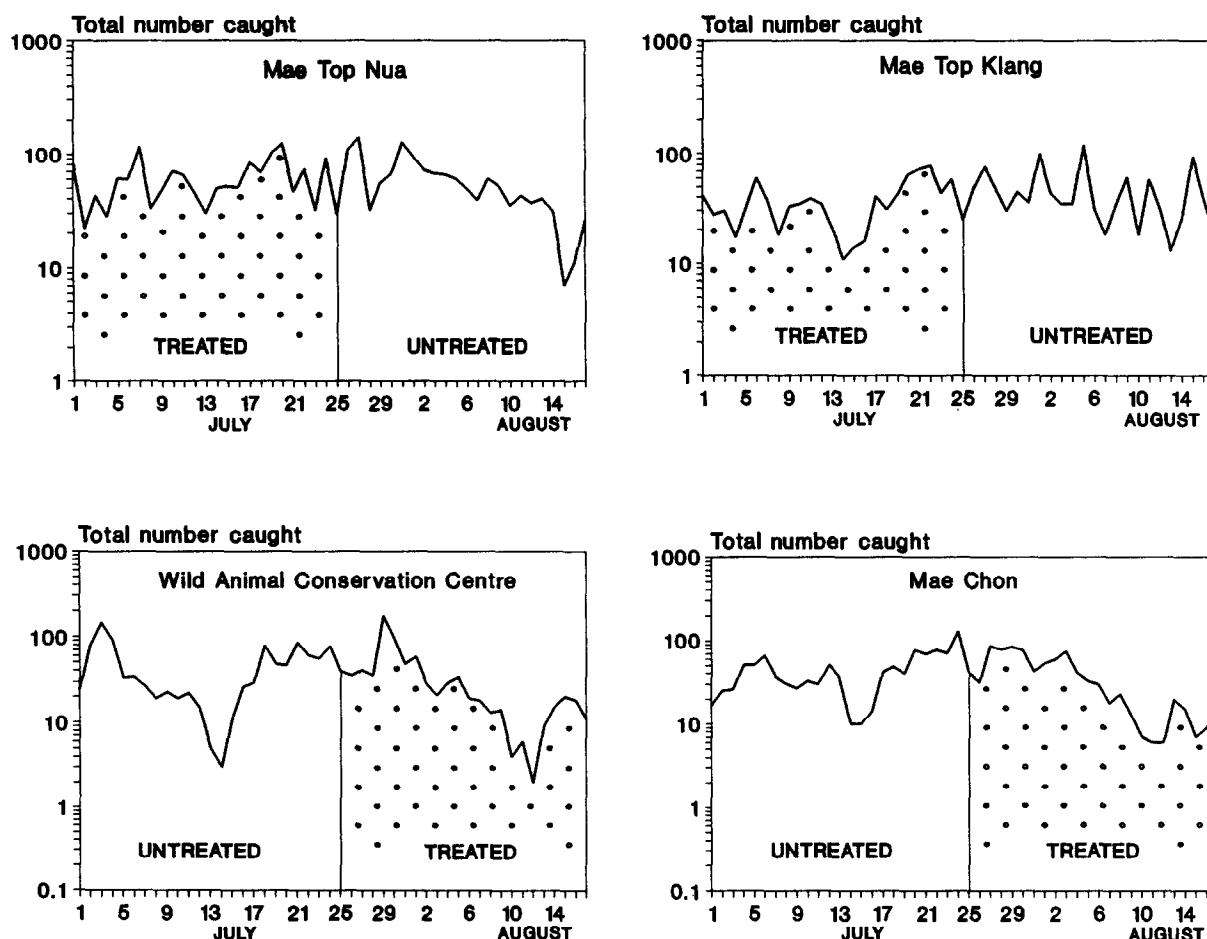 Total number caught
1000
Mae Top Nua
100
10
TREATED UNTREATED
1
1 5 9 13 17 21 25 29 2 6 10 14
JULY AUGUST
Total number caught
1000
Mae Top Klang
100
10
TREATED UNTREATED
1
1 5 9 13 17 21 25 29 2 6 10 14
JULY AUGUST
Total number caught
1000
Wild Animal Conservation Centre
100
10
1
UNTREATED TREATED
0.1
1 5 9 13 17 21 25 29 2 6 10 14
JULY AUGUST
Total number caught
1000
Mae Chon
100
10
1
UNTREATED TREATED
0.1
1 5 9 13 17 21 25 29 2 6 10 14
JULY AUGUST